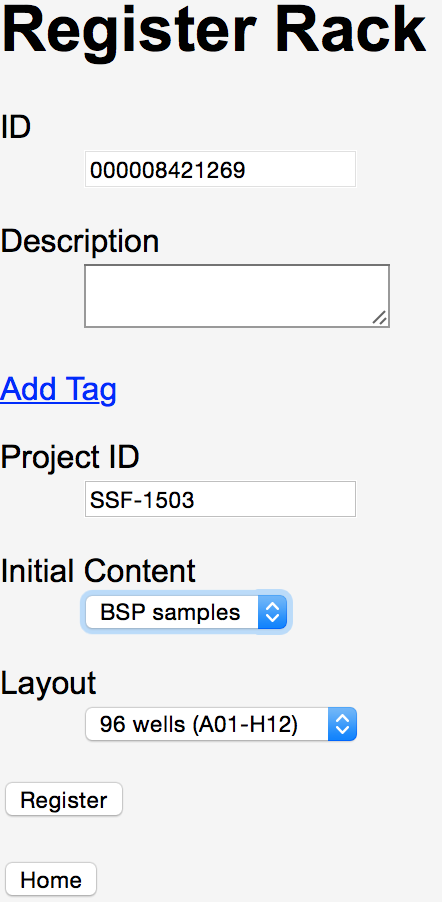 Register Rack
ID
000008421269
Description
Add Tag
Project ID
SSF-1503
Initial Content
BSP samples
Layout
96 wells (A01-H12)
Register
Home